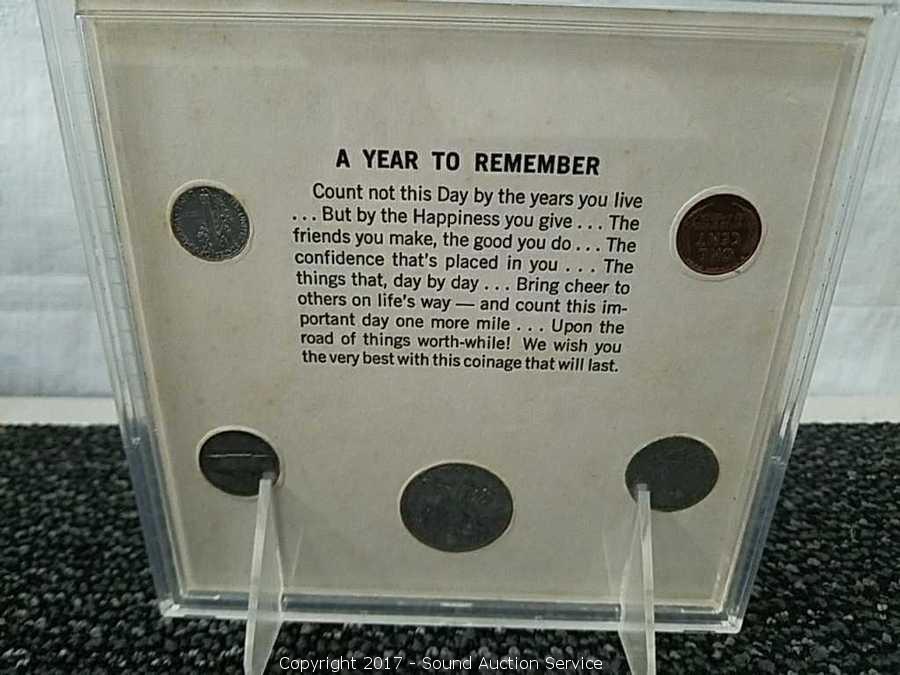 A YEAR TO REMEMBER
Count not this Day by the years you live
... But by the Happiness you give ... The
friends you make, the good you do ... The
confidence that's placed in you ... The
things that, day by day ... Bring cheer to
others on life's way — and count this im-
portant day one more mile ... Upon the
road of things worth-while! We wish you
the very best with this coinage that will last.
ONE
CENT
Copyright 2017 - Sound Auction Service